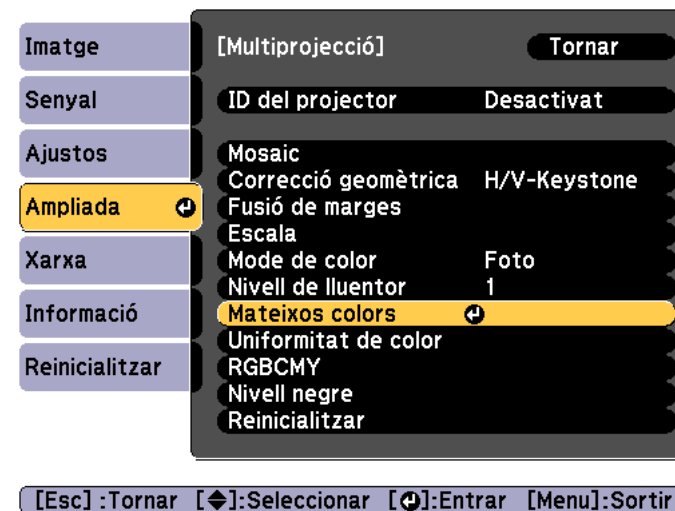 Imatge
Senyal
Ajustos
Ampliada
Xarxa
Informació
Reinicialitzar
[Multiprojecció] Tornar
ID del projector Desactivat
Mosaic
Correcció geomètrica H/V-Keystone
Fusió de marges
Escala
Mode de color Foto
Nivell de lluentor 1
Mateixos colors
Uniformitat de color
RGBCMY
Nivell negre
Reinicialitzar
[Esc] :Tornar [◆]:Seleccionar [↵]:Entrar [Menu]:Sortir